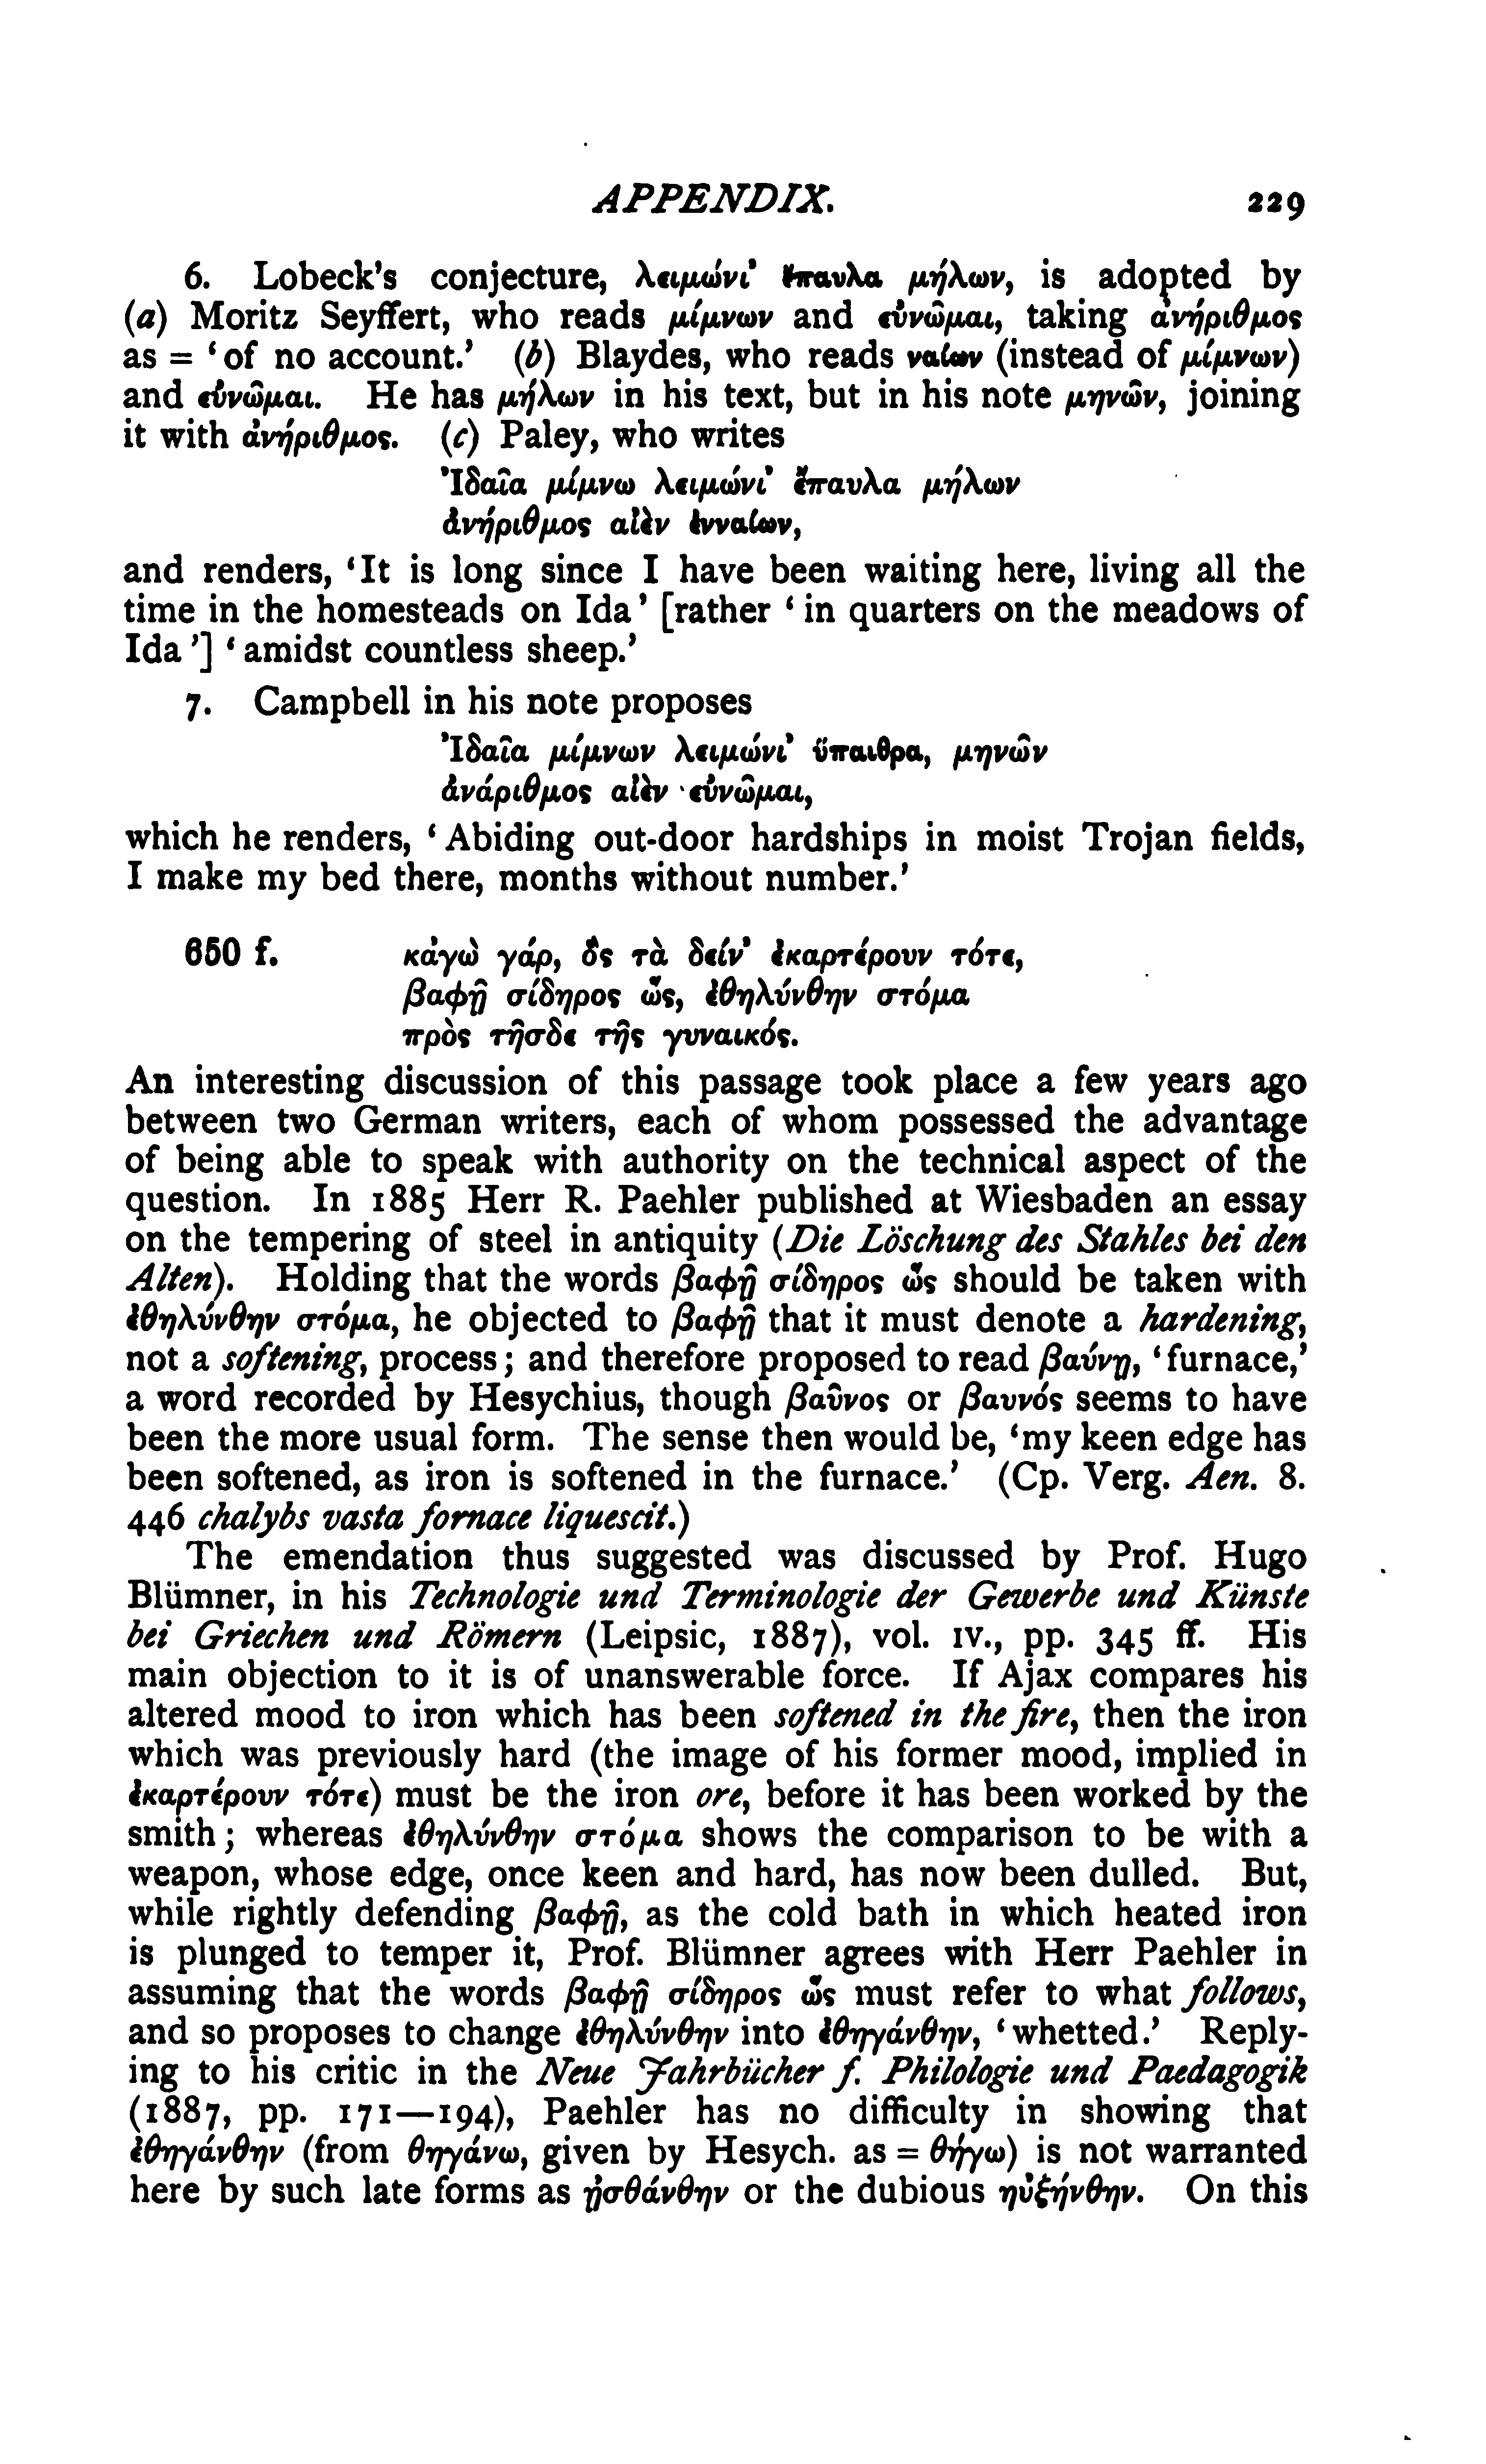 APPENDIX. 229
6. Lobeck's conjecture, λειμώνι' ἔπαυλα μήλων, is adopted by
(a) Moritz Seyffert, who reads μίμνων and εὐνῶμαι, taking ἀνήριθμος
as = 'of no account.' (b) Blaydes, who reads ναίων (instead of μίμνων)
and εὐνῶμαι. He has μήλων in his text, but in his note μηνῶν, joining
it with ἀνήριθμος. (c) Paley, who writes
Ἰδαῖα μίμνω λειμώνι' ἔπαυλα μήλων
ἀνήριθμος αἰὲν ἐνναίων,
and renders, 'It is long since I have been waiting here, living all the
time in the homesteads on Ida' [rather 'in quarters on the meadows of
Ida'] 'amidst countless sheep.'
7. Campbell in his note proposes
Ἰδαῖα μίμνων λειμώνι' ὕπαιθρα, μηνῶν
ἀνάριθμος αἰὲν εὐνῶμαι,
which he renders, 'Abiding out-door hardships in moist Trojan fields,
I make my bed there, months without number.'
650 f. κἀγὼ γάρ, ὃς τὰ δείν' ἐκαρτέρουν τότε,
βαφῇ σίδηρος ὥς, ἐθηλύνθην στόμα
πρὸς τῆσδε τῆς γυναικός.
An interesting discussion of this passage took place a few years ago
between two German writers, each of whom possessed the advantage
of being able to speak with authority on the technical aspect of the
question. In 1885 Herr R. Paehler published at Wiesbaden an essay
on the tempering of steel in antiquity (Die Löschung des Stahles bei den
Alten). Holding that the words βαφῇ σίδηρος ὥς should be taken with
ἐθηλύνθην στόμα, he objected to βαφῇ that it must denote a hardening,
not a softening, process; and therefore proposed to read βαύνῃ, 'furnace,'
a word recorded by Hesychius, though βαῦνος or βαυνός seems to have
been the more usual form. The sense then would be, 'my keen edge has
been softened, as iron is softened in the furnace.' (Cp. Verg. Aen. 8.
446 chalybs vasta fornace liquescit.)
The emendation thus suggested was discussed by Prof. Hugo
Blümner, in his Technologie und Terminologie der Gewerbe und Künste
bei Griechen und Römern (Leipsic, 1887), vol. IV., pp. 345 ff. His
main objection to it is of unanswerable force. If Ajax compares his
altered mood to iron which has been softened in the fire, then the iron
which was previously hard (the image of his former mood, implied in
ἐκαρτέρουν τότε) must be the iron ore, before it has been worked by the
smith; whereas ἐθηλύνθην στόμα shows the comparison to be with a
weapon, whose edge, once keen and hard, has now been dulled. But,
while rightly defending βαφῇ, as the cold bath in which heated iron
is plunged to temper it, Prof. Blümner agrees with Herr Paehler in
assuming that the words βαφῇ σίδηρος ὥς must refer to what follows,
and so proposes to change ἐθηλύνθην into ἐθηγάνθην, 'whetted.' Reply-
ing to his critic in the Neue Jahrbücher f. Philologie und Paedagogik
(1887, pp. 171—194), Paehler has no difficulty in showing that
ἐθηγάνθην (from θηγάνω, given by Hesych. as = θήγω) is not warranted
here by such late forms as ᾐσθάνθην or the dubious ηὐξήνθην. On this